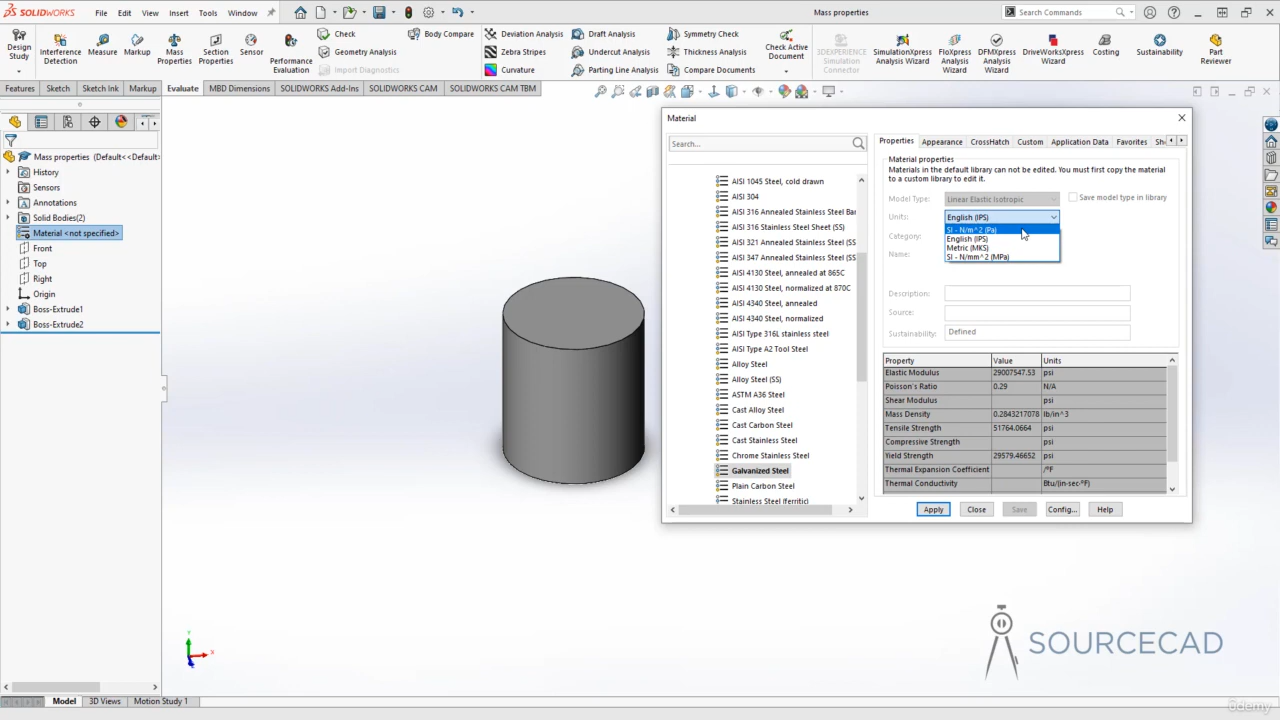 SOLIDWORKS File Edit View Insert Tools Window Mass properties Search Commands
Design Study
Interference Detection
Measure
Markup
Mass Properties
Section Properties
Sensor
Performance Evaluation
Check
Geometry Analysis
Import Diagnostics
Body Compare
Deviation Analysis
Zebra Stripes
Curvature
Draft Analysis
Undercut Analysis
Parting Line Analysis
Symmetry Check
Thickness Analysis
Compare Documents
Check Active Document
3DEXPERIENCE Simulation Connector
SimulationXpress Analysis Wizard
FloXpress Analysis Wizard
DFMXpress Analysis Wizard
DriveWorksXpress Wizard
Costing
Sustainability
Part Reviewer
Features Sketch Sketch Ink Markup Evaluate MBD Dimensions SOLIDWORKS Add-Ins SOLIDWORKS CAM SOLIDWORKS CAM TBM
Mass properties (Default<<Default>
History
Sensors
Annotations
Solid Bodies(2)
Material <not specified>
Front
Top
Right
Origin
Boss-Extrude1
Boss-Extrude2
Material
Search...
AISI 1045 Steel, cold drawn
AISI 304
AISI 316 Annealed Stainless Steel Bar
AISI 316 Stainless Steel Sheet (SS)
AISI 321 Annealed Stainless Steel (SS
AISI 347 Annealed Stainless Steel (SS
AISI 4130 Steel, annealed at 865C
AISI 4130 Steel, normalized at 870C
AISI 4340 Steel, annealed
AISI 4340 Steel, normalized
AISI Type 316L stainless steel
AISI Type A2 Tool Steel
Alloy Steel
Alloy Steel (SS)
ASTM A36 Steel
Cast Alloy Steel
Cast Carbon Steel
Cast Stainless Steel
Chrome Stainless Steel
Galvanized Steel
Plain Carbon Steel
Stainless Steel (ferritic)
Properties Appearance CrossHatch Custom Application Data Favorites Sh
Material properties
Materials in the default library can not be edited. You must first copy the material
to a custom library to edit it.
Model Type: Linear Elastic Isotropic Save model type in library
Units: English (IPS)
SI - N/m^2 (Pa)
Category: English (IPS)
Metric (MKS)
Name: SI - N/mm^2 (MPa)
Description:
Source:
Sustainability: Defined
Property Value Units
Elastic Modulus 29007547.53 psi
Poisson's Ratio 0.29 N/A
Shear Modulus psi
Mass Density 0.2843217078 lb/in^3
Tensile Strength 51764.0664 psi
Compressive Strength psi
Yield Strength 29579.46652 psi
Thermal Expansion Coefficient /°F
Thermal Conductivity Btu/(in·sec·°F)
Apply Close Save Config... Help
Y
X
SOURCECAD
Model 3D Views Motion Study 1
ûdemy